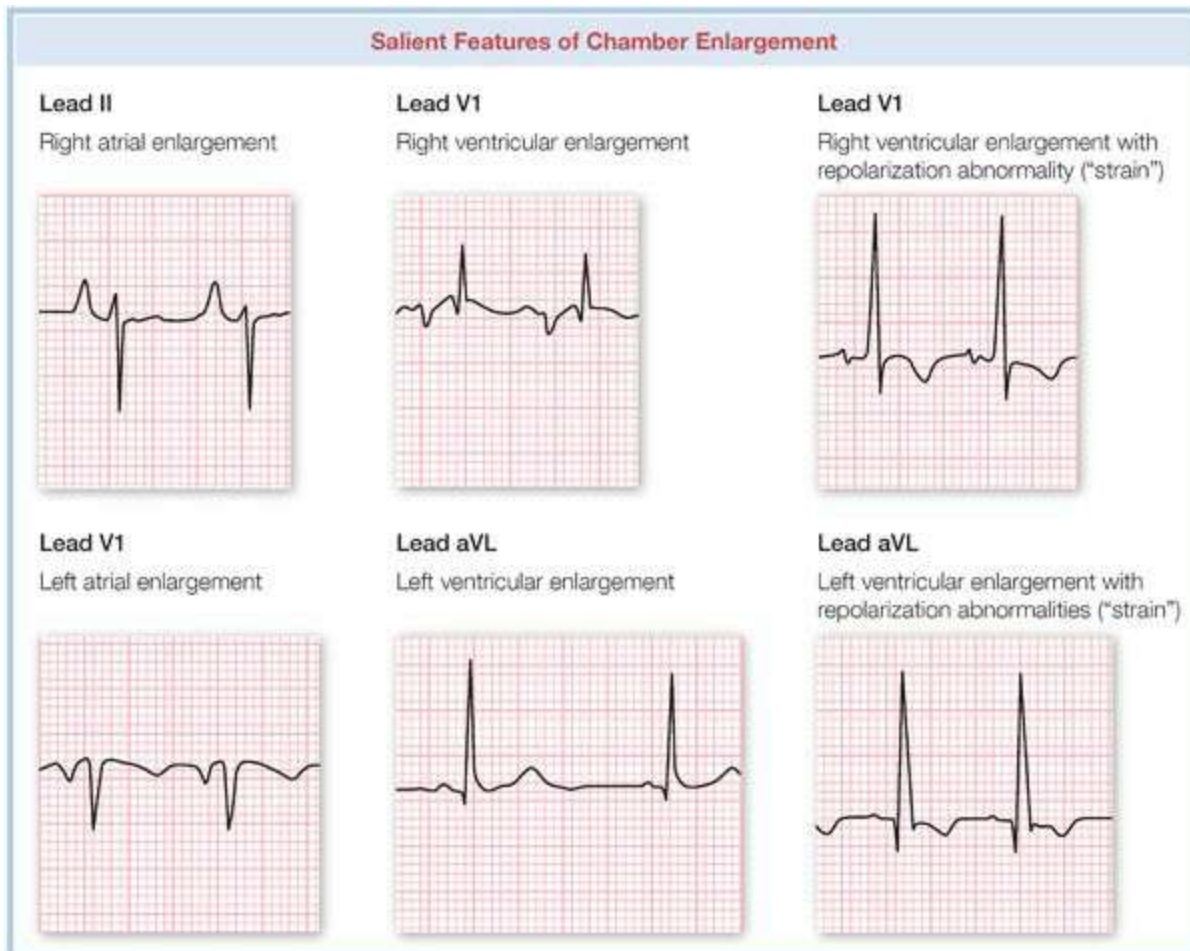 Salient Features of Chamber Enlargement
Lead II
Right atrial enlargement
Lead V1
Right ventricular enlargement
Lead V1
Right ventricular enlargement with
repolarization abnormality (“strain”)
Lead V1
Left atrial enlargement
Lead aVL
Left ventricular enlargement
Lead aVL
Left ventricular enlargement with
repolarization abnormalities (“strain”)